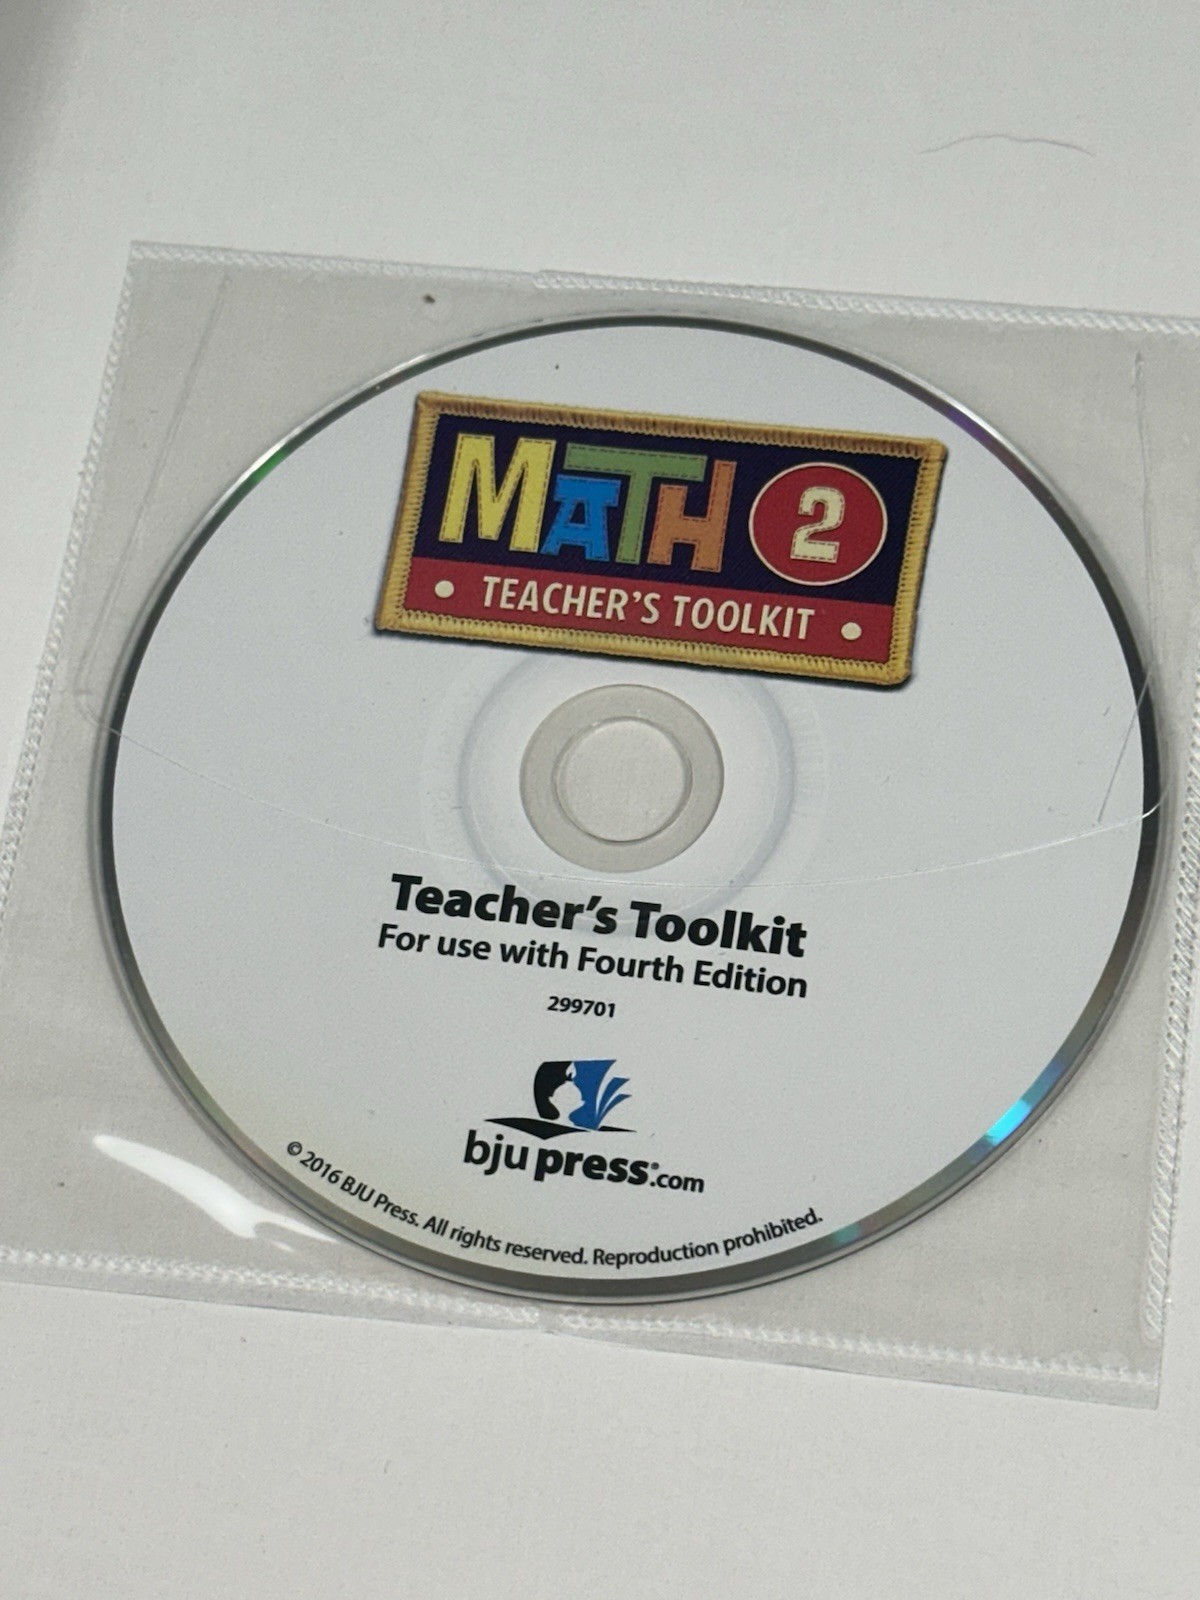 MATH 2
• TEACHER'S TOOLKIT •
Teacher's Toolkit
For use with Fourth Edition
299701
bju press®.com
© 2016 BJU Press. All rights reserved. Reproduction prohibited.